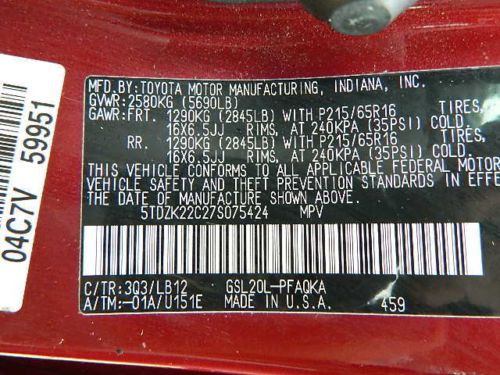 MFD.BY:TOYOTA MOTOR MANUFACTURING, INDIANA, INC.
GVWR:2580KG (5690LB)
GAWR:FRT. 1290KG (2845LB) WITH P215/65R16 TIRES,
16X6.5JJ RIMS, AT 240KPA (35PSI) COLD.
RR. 1290KG (2845LB) WITH P215/65R16 TIRES,
16X6.5JJ RIMS, AT 240KPA (35PSI) COLD.
THIS VEHICLE CONFORMS TO ALL APPLICABLE FEDERAL MOTOR
VEHICLE SAFETY AND THEFT PREVENTION STANDARDS IN EFFE
THE DATE OF MANUFACTURE SHOWN ABOVE.
5TDZK22C27S075424 MPV
C/TR:3Q3/LB12 GSL20L-PFAQKA
A/TM:-01A/U151E MADE IN U.S.A. 459
04C7V 59951